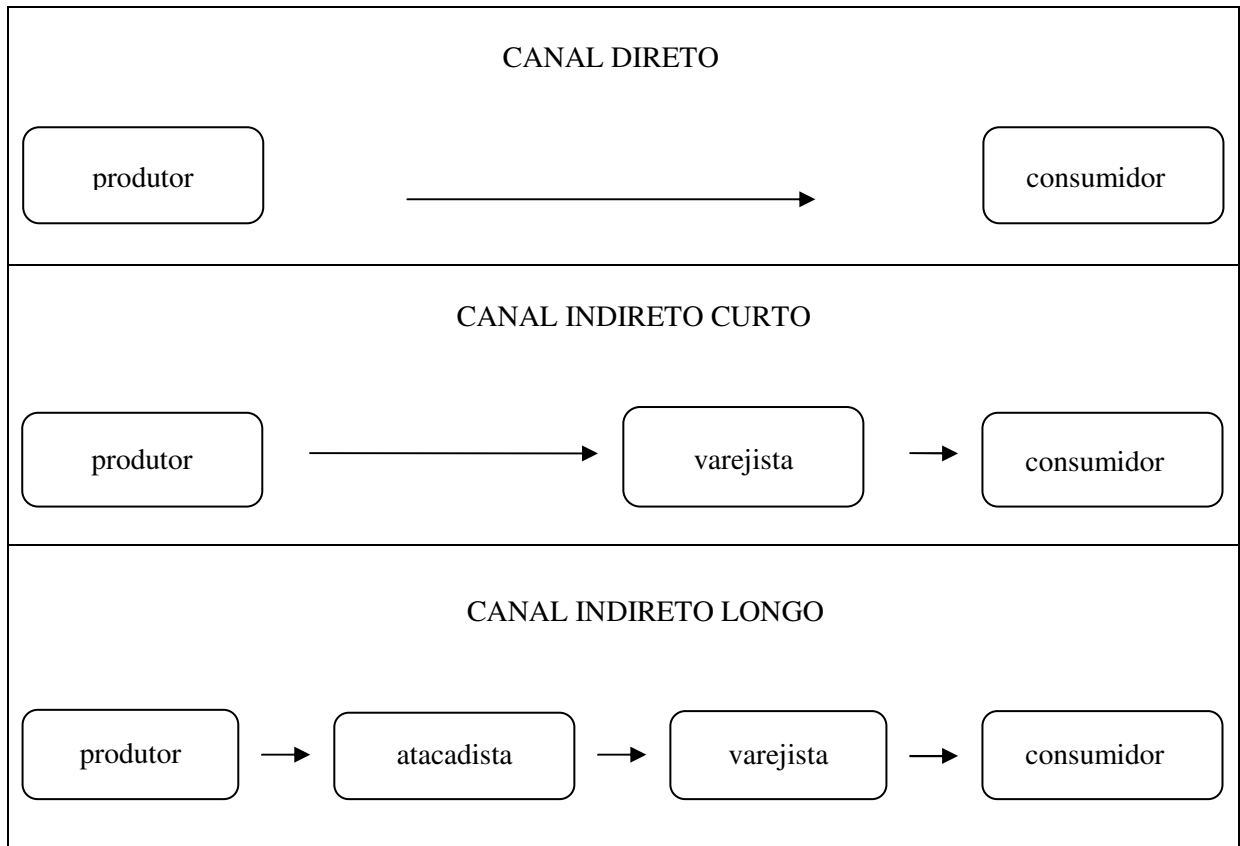 CANAL DIRETO
produtor
consumidor
CANAL INDIRETO CURTO
produtor
varejista
consumidor
CANAL INDIRETO LONGO
produtor
atacadista
varejista
consumidor